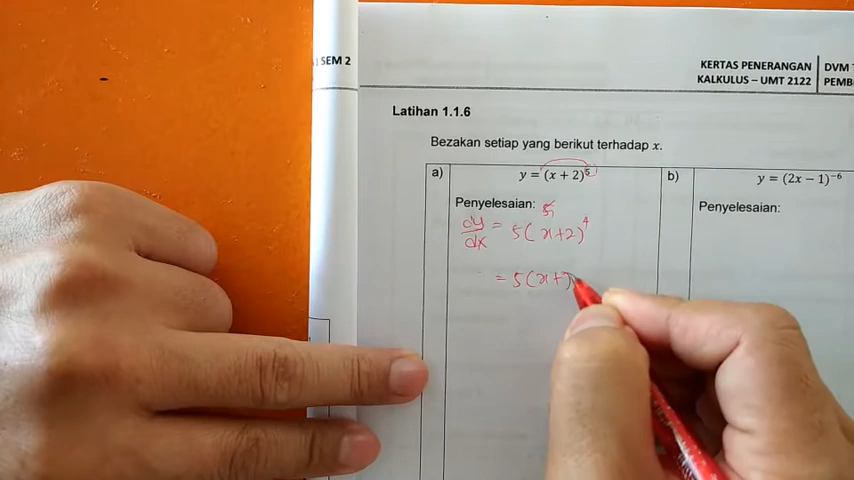 SEM 2
KERTAS PENERANGAN
KALKULUS – UMT 2122
DVM
PEMB
Latihan 1.1.6
Bezakan setiap yang berikut terhadap x.
a) y = (x + 2)⁵
Penyelesaian:
dy/dx = 5(x+2)⁴
= 5(x+
b) y = (2x − 1)⁻⁶
Penyelesaian: